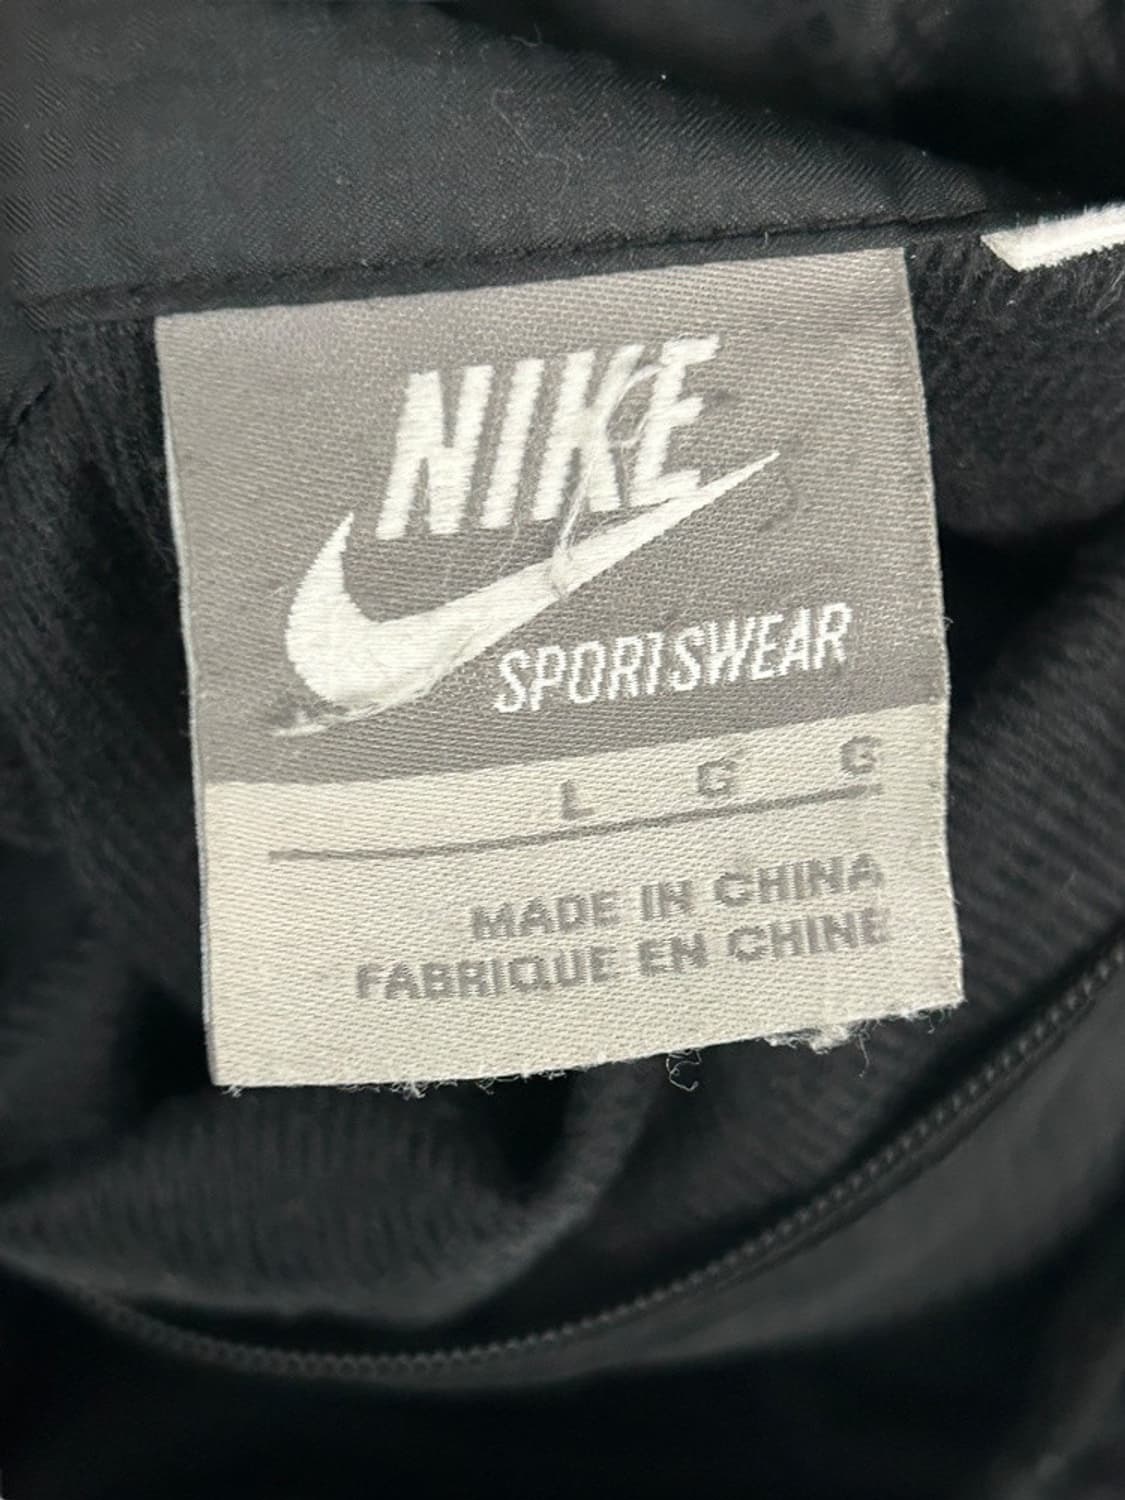 NIKE
SPORTSWEAR
L G G
MADE IN CHINA
FABRIQUE EN CHINE